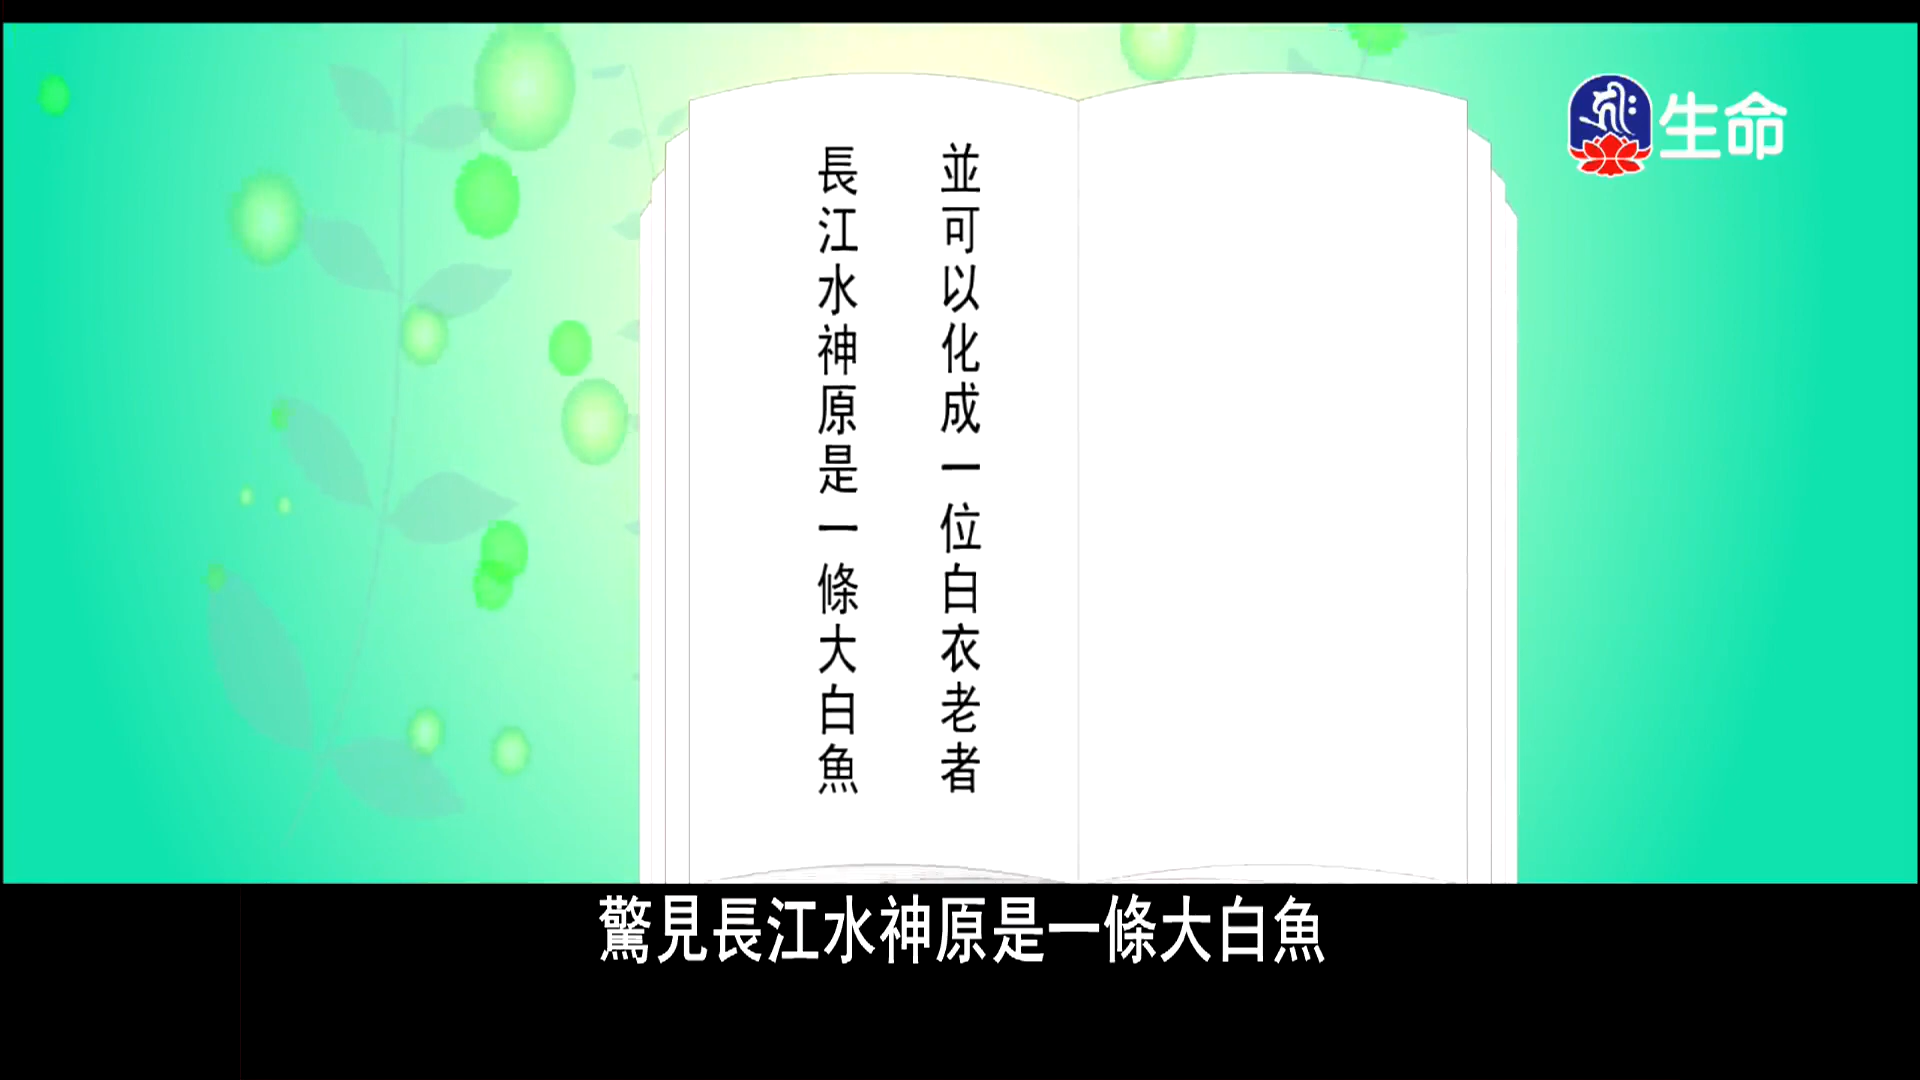 生命
長江水神原是一條大白魚
並可以化成一位白衣老者
驚見長江水神原是一條大白魚